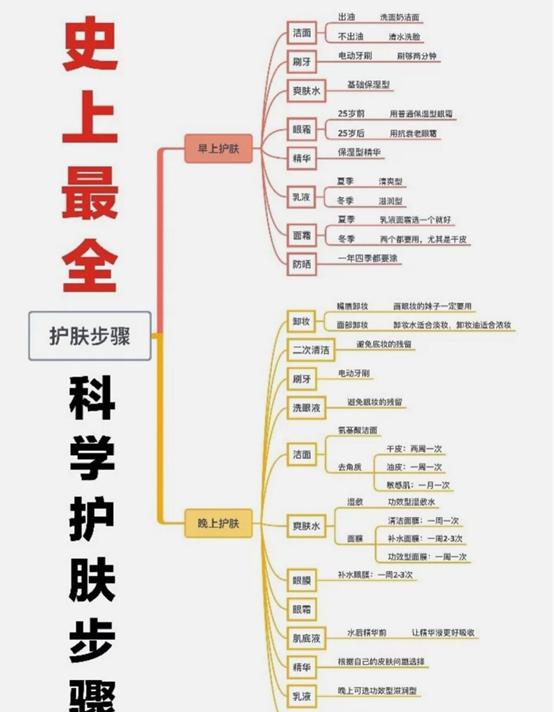 史上最全
护肤步骤
科学护肤步骤
早上护肤
洁面
出油 洗面奶洁面
不出油 清水洗脸
刷牙 电动牙刷 刷够两分钟
爽肤水 基础保湿型
眼霜
25岁前 用普通保湿型眼霜
25岁后 用抗衰老眼霜
精华 保湿型精华
乳液
夏季 清爽型
冬季 滋润型
面霜
夏季 乳液面霜选一个就好
冬季 两个都要用,尤其是干皮
防晒 一年四季都要涂
晚上护肤
卸妆
嘴唇卸妆 画眼妆的妹子一定要用
面部卸妆 卸妆水适合淡妆,卸妆油适合浓妆
二次清洁 避免底妆的残留
刷牙 电动牙刷
洗眼液 避免眼妆的残留
洁面
氨基酸洁面
去角质
干皮:两周一次
油皮:一周一次
敏感肌:一月一次
爽肤水
湿敷 功效型湿敷水
面膜
清洁面膜:一周一次
补水面膜:一周2-3次
功效型面膜:一周一次
眼膜 补水眼膜:一周2-3次
眼霜
肌底液 水后精华前 让精华液更好吸收
精华 根据自己的皮肤问题选择
乳液 晚上可选功效型滋润型